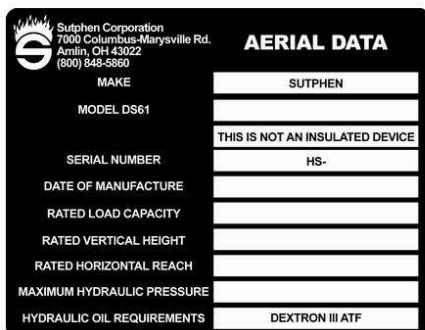 Sutphen Corporation
7000 Columbus-Marysville Rd.
Amlin, OH 43022
(800) 848-5860
AERIAL DATA
MAKE SUTPHEN
MODEL DS61
THIS IS NOT AN INSULATED DEVICE
SERIAL NUMBER HS-
DATE OF MANUFACTURE
RATED LOAD CAPACITY
RATED VERTICAL HEIGHT
RATED HORIZONTAL REACH
MAXIMUM HYDRAULIC PRESSURE
HYDRAULIC OIL REQUIREMENTS DEXTRON III ATF